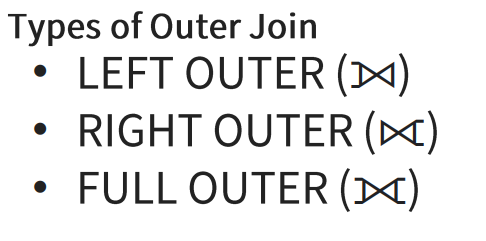 Types of Outer Join
• LEFT OUTER (⟕)
• RIGHT OUTER (⟖)
• FULL OUTER (⟗)